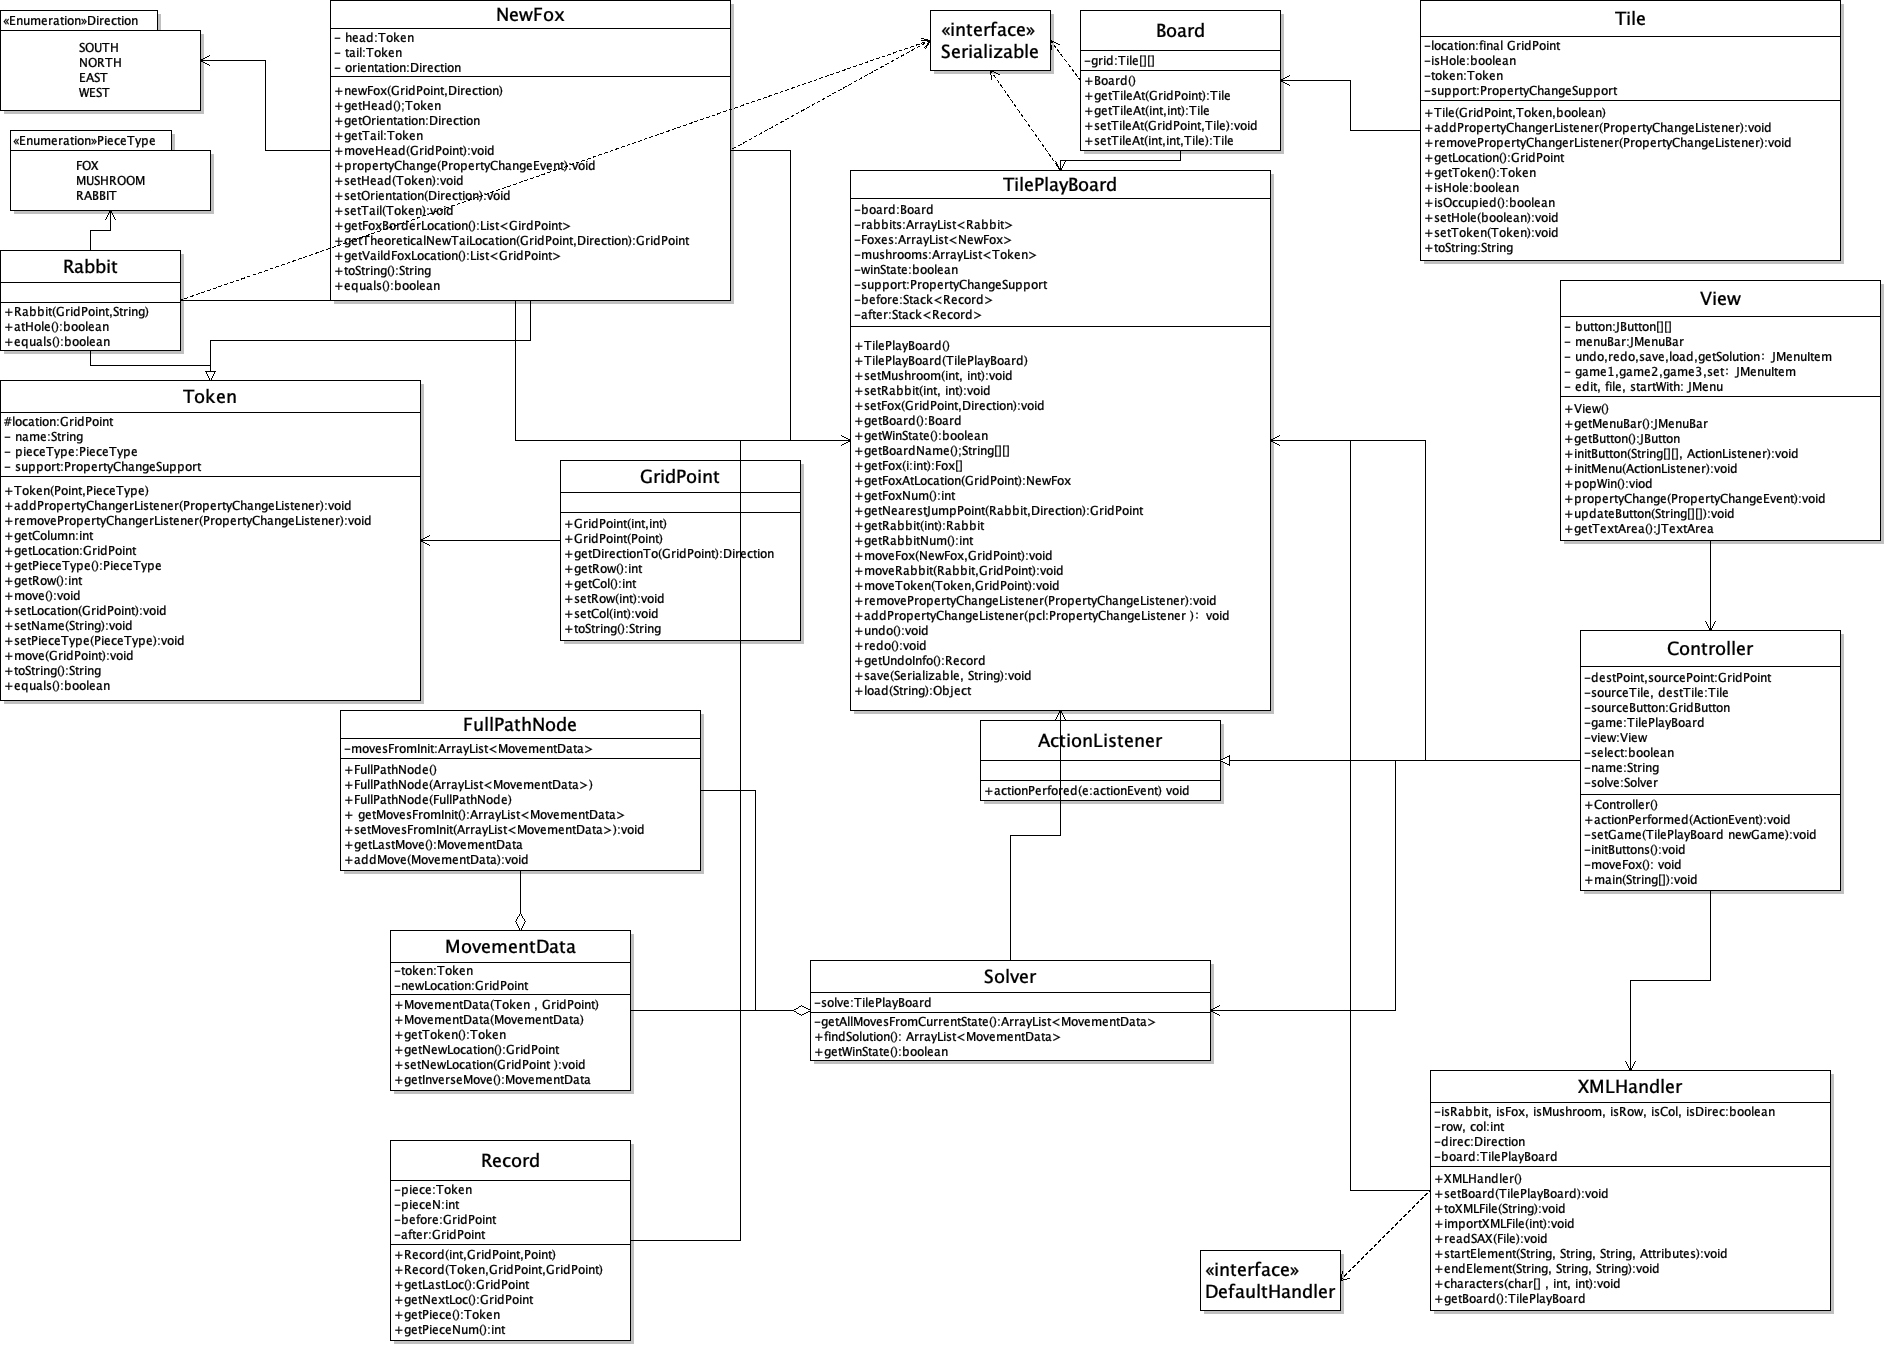 «Enumeration»Direction
SOUTH
NORTH
EAST
WEST
«Enumeration»PieceType
FOX
MUSHROOM
RABBIT
NewFox
- head:Token
- tail:Token
- orientation:Direction
+newFox(GridPoint,Direction)
+getHead();Token
+getOrientation:Direction
+getTail:Token
+moveHead(GridPoint):void
+propertyChange(PropertyChangeEvent):void
+setHead(Token):void
+setOrientation(Direction):void
+setTail(Token):void
+getFoxBorderLocation():List<GirdPoint>
+getTheoreticalNewTaiLocation(GridPoint,Direction):GridPoint
+getVaildFoxLocation():List<GridPoint>
+toString():String
+equals():boolean
«interface»
Serializable
Board
-grid:Tile[][]
+Board()
+getTileAt(GridPoint):Tile
+getTileAt(int,int):Tile
+setTileAt(GridPoint,Tile):void
+setTileAt(int,int,Tile):Tile
Tile
-location:final GridPoint
-isHole:boolean
-token:Token
-support:PropertyChangeSupport
+Tile(GridPoint,Token,boolean)
+addPropertyChangerListener(PropertyChangeListener):void
+removePropertyChangerListener(PropertyChangeListener):void
+getLocation():GridPoint
+getToken():Token
+isHole:boolean
+isOccupied():boolean
+setHole(boolean):void
+setToken(Token):void
+toString:String
Rabbit
+Rabbit(GridPoint,String)
+atHole():boolean
+equals():boolean
Token
#location:GridPoint
- name:String
- pieceType:PieceType
- support:PropertyChangeSupport
+Token(Point,PieceType)
+addPropertyChangerListener(PropertyChangeListener):void
+removePropertyChangerListener(PropertyChangeListener):void
+getColumn:int
+getLocation:GridPoint
+getPieceType():PieceType
+getRow():int
+move():void
+setLocation(GridPoint):void
+setName(String):void
+setPieceType(PieceType):void
+move(GridPoint):void
+toString():String
+equals():boolean
GridPoint
+GridPoint(int,int)
+GridPoint(Point)
+getDirectionTo(GridPoint):Direction
+getRow():int
+getCol():int
+setRow(int):void
+setCol(int):void
+toString():String
TilePlayBoard
-board:Board
-rabbits:ArrayList<Rabbit>
-Foxes:ArrayList<NewFox>
-mushrooms:ArrayList<Token>
-winState:boolean
-support:PropertyChangeSupport
-before:Stack<Record>
-after:Stack<Record>
+TilePlayBoard()
+TilePlayBoard(TilePlayBoard)
+setMushroom(int, int):void
+setRabbit(int, int):void
+setFox(GridPoint,Direction):void
+getBoard():Board
+getWinState():boolean
+getBoardName();String[][]
+getFox(i:int):Fox[]
+getFoxAtLocation(GridPoint):NewFox
+getFoxNum():int
+getNearestJumpPoint(Rabbit,Direction):GridPoint
+getRabbit(int):Rabbit
+getRabbitNum():int
+moveFox(NewFox,GridPoint):void
+moveRabbit(Rabbit,GridPoint):void
+moveToken(Token,GridPoint):void
+removePropertyChangeListener(PropertyChangeListener):void
+addPropertyChangeListener(pcl:PropertyChangeListener ): void
+undo():void
+redo():void
+getUndoInfo():Record
+save(Serializable, String):void
+load(String):Object
View
- button:JButton[][]
- menuBar:JMenuBar
- undo,redo,save,load,getSolution: JMenuItem
- game1,game2,game3,set: JMenuItem
- edit, file, startWith: JMenu
+View()
+getMenuBar():JMenuBar
+getButton():JButton
+initButton(String[][], ActionListener):void
+initMenu(ActionListener):void
+popWin():viod
+propertyChange(PropertyChangeEvent):void
+updateButton(String[][]):void
+getTextArea():JTextArea
Controller
-destPoint,sourcePoint:GridPoint
-sourceTile, destTile:Tile
-sourceButton:GridButton
-game:TilePlayBoard
-view:View
-select:boolean
-name:String
-solve:Solver
+Controller()
+actionPerformed(ActionEvent):void
-setGame(TilePlayBoard newGame):void
-initButtons():void
-moveFox(): void
+main(String[]):void
ActionListener
+actionPerfored(e:actionEvent) void
FullPathNode
-movesFromInit:ArrayList<MovementData>
+FullPathNode()
+FullPathNode(ArrayList<MovementData>)
+FullPathNode(FullPathNode)
+ getMovesFromInit():ArrayList<MovementData>
+setMovesFromInit(ArrayList<MovementData>):void
+getLastMove():MovementData
+addMove(MovementData):void
MovementData
-token:Token
-newLocation:GridPoint
+MovementData(Token , GridPoint)
+MovementData(MovementData)
+getToken():Token
+getNewLocation():GridPoint
+setNewLocation(GridPoint ):void
+getInverseMove():MovementData
Solver
-solve:TilePlayBoard
-getAllMovesFromCurrentState():ArrayList<MovementData>
+findSolution(): ArrayList<MovementData>
+getWinState():boolean
Record
-piece:Token
-pieceN:int
-before:GridPoint
-after:GridPoint
+Record(int,GridPoint,Point)
+Record(Token,GridPoint,GridPoint)
+getLastLoc():GridPoint
+getNextLoc():GridPoint
+getPiece():Token
+getPieceNum():int
XMLHandler
-isRabbit, isFox, isMushroom, isRow, isCol, isDirec:boolean
-row, col:int
-direc:Direction
-board:TilePlayBoard
+XMLHandler()
+setBoard(TilePlayBoard):void
+toXMLFile(String):void
+importXMLFile(int):void
+readSAX(File):void
+startElement(String, String, String, Attributes):void
+endElement(String, String, String):void
+characters(char[] , int, int):void
+getBoard():TilePlayBoard
«interface»
DefaultHandler